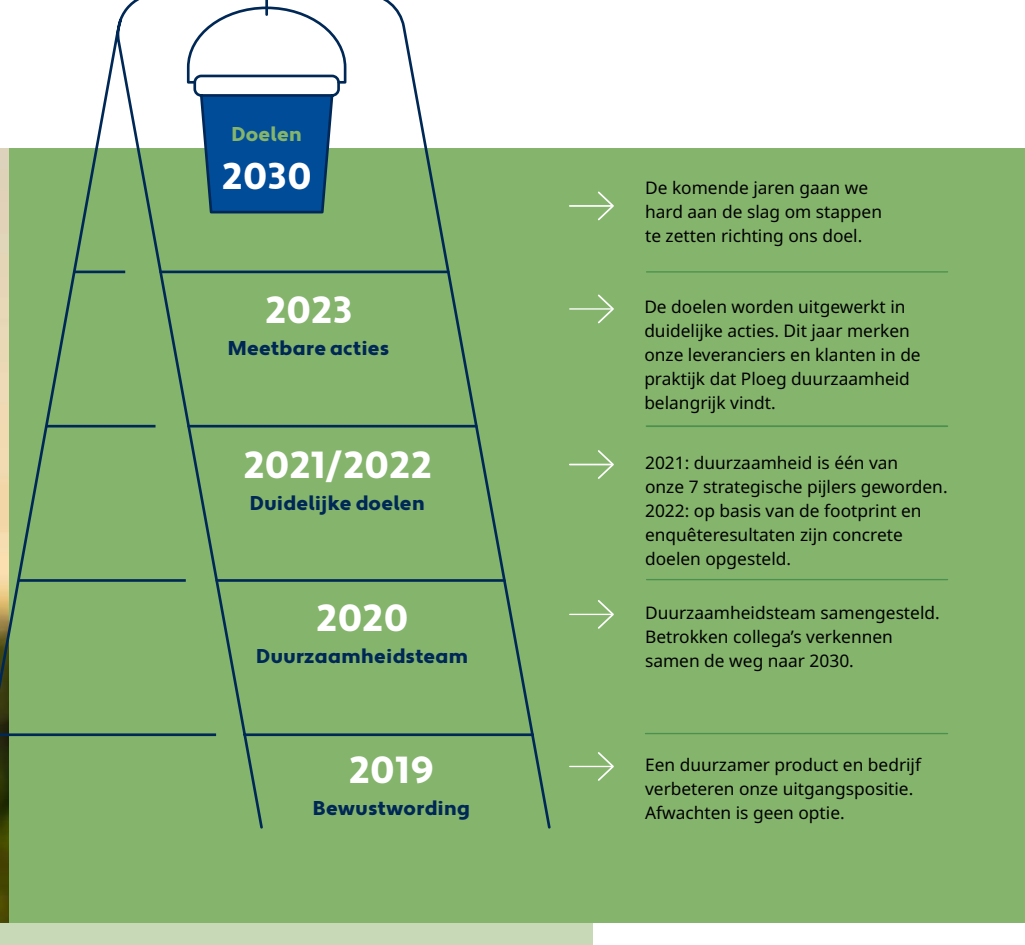 Doelen
2030
De komende jaren gaan we
hard aan de slag om stappen
te zetten richting ons doel.
2023
Meetbare acties
De doelen worden uitgewerkt in
duidelijke acties. Dit jaar merken
onze leveranciers en klanten in de
praktijk dat Ploeg duurzaamheid
belangrijk vindt.
2021/2022
Duidelijke doelen
2021: duurzaamheid is één van
onze 7 strategische pijlers geworden.
2022: op basis van de footprint en
enquêteresultaten zijn concrete
doelen opgesteld.
2020
Duurzaamheidsteam
Duurzaamheidsteam samengesteld.
Betrokken collega’s verkennen
samen de weg naar 2030.
2019
Bewustwording
Een duurzamer product en bedrijf
verbeteren onze uitgangspositie.
Afwachten is geen optie.